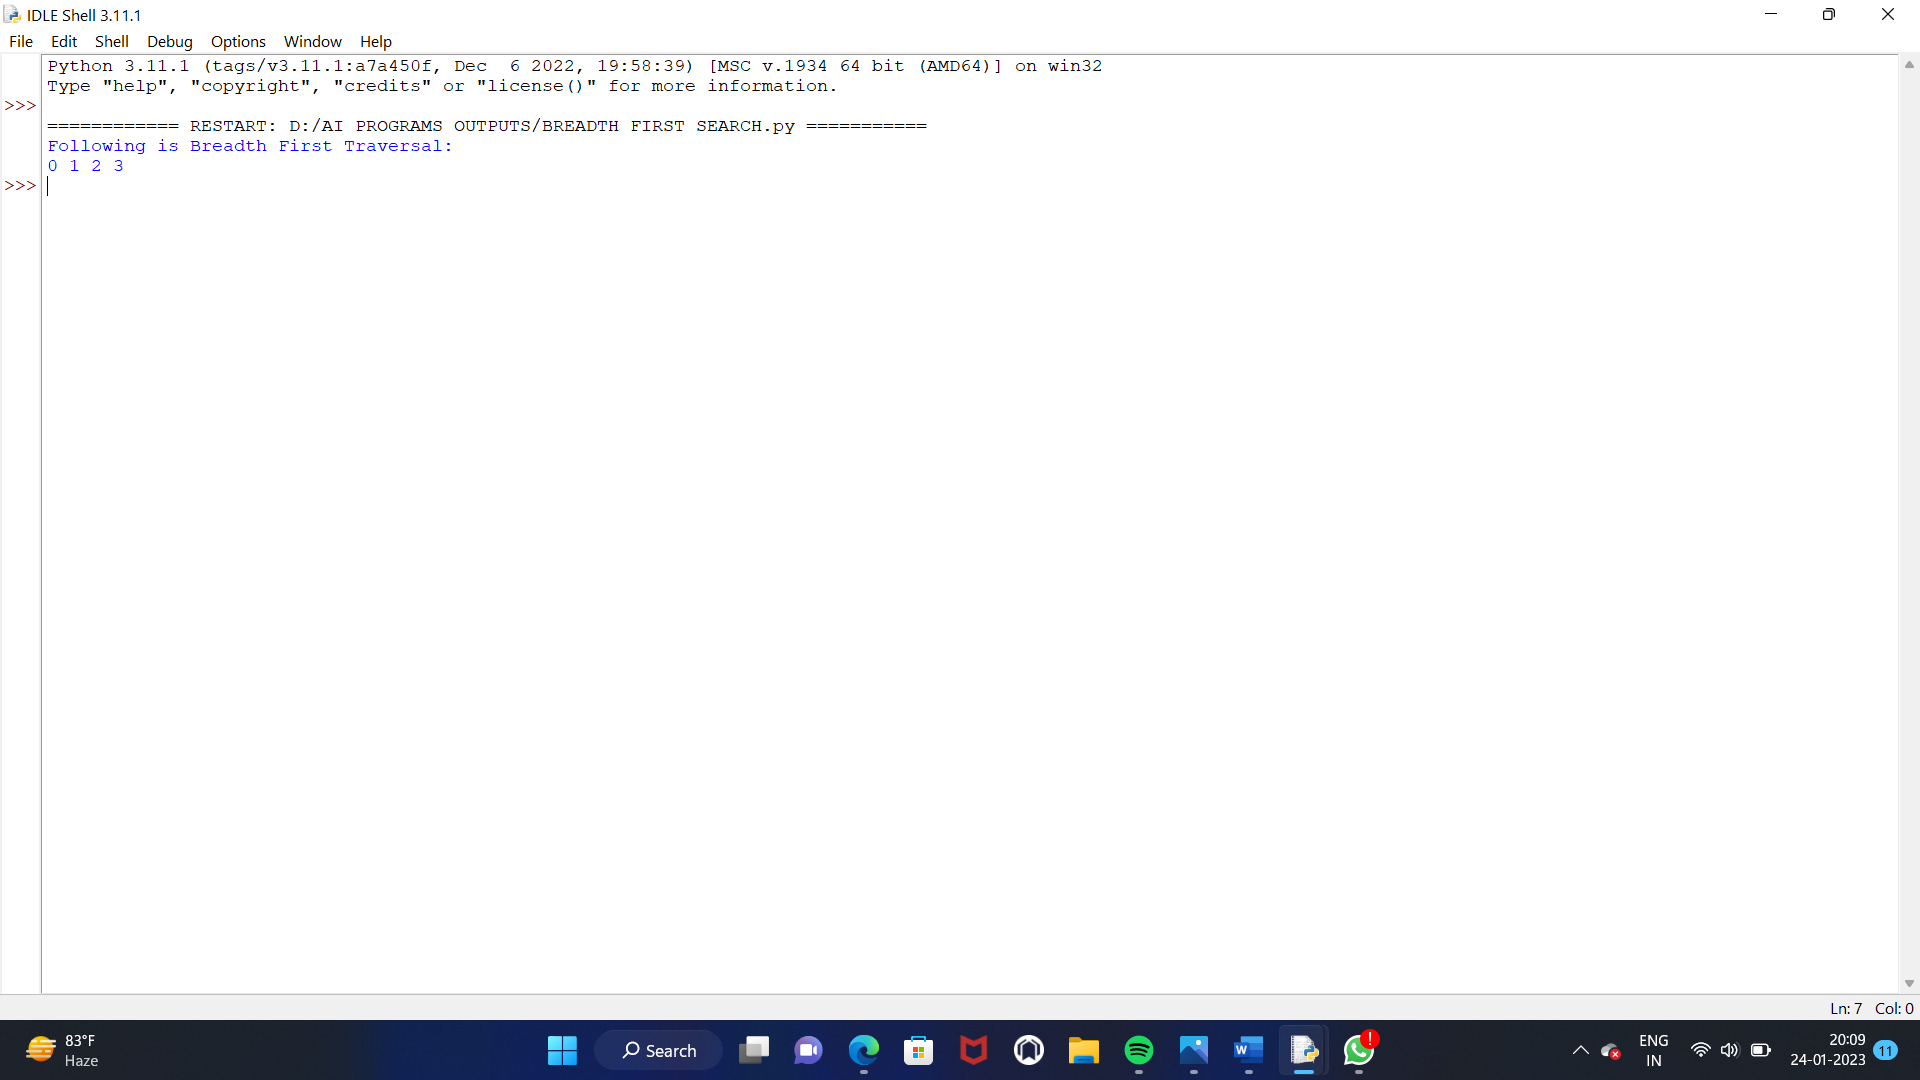 IDLE Shell 3.11.1
File Edit Shell Debug Options Window Help
Python 3.11.1 (tags/v3.11.1:a7a450f, Dec  6 2022, 19:58:39) [MSC v.1934 64 bit (AMD64)] on win32
Type "help", "copyright", "credits" or "license()" for more information.
>>>
============ RESTART: D:/AI PROGRAMS OUTPUTS/BREADTH FIRST SEARCH.py ===========
Following is Breadth First Traversal:
0 1 2 3
>>>
Ln: 7 Col: 0
83°F
Haze
Search
W
!
ENG
IN
20:09
24-01-2023
11